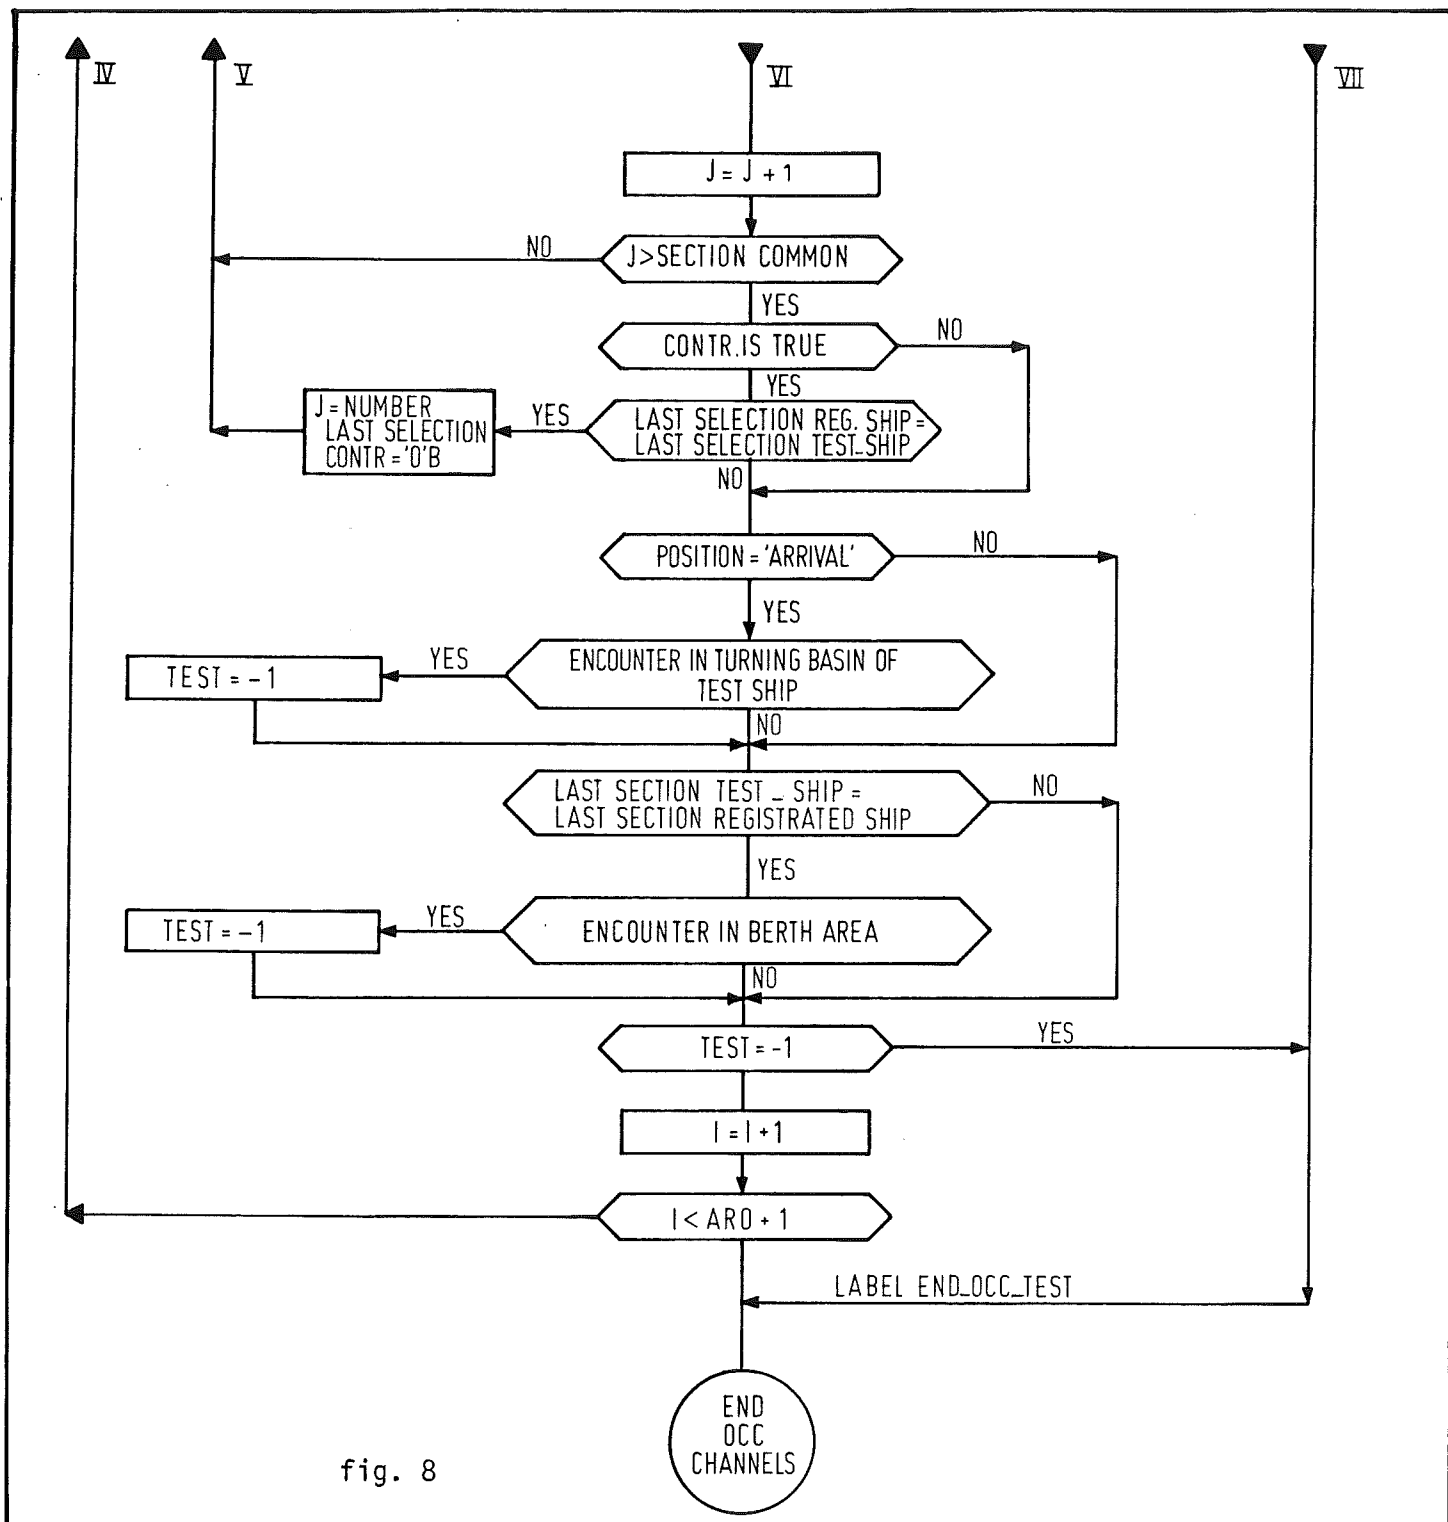 IV
V
VI
VII
J = J + 1
NO
J>SECTION COMMON
YES
CONTR.IS TRUE
NO
YES
J = NUMBER
LAST SELECTION
CONTR = '0'B
YES
LAST SELECTION REG. SHIP =
LAST SELECTION TEST_SHIP
NO
POSITION = 'ARRIVAL'
NO
YES
TEST = -1
YES
ENCOUNTER IN TURNING BASIN OF
TEST SHIP
NO
LAST SECTION TEST _ SHIP =
LAST SECTION REGISTRATED SHIP
NO
YES
TEST = -1
YES
ENCOUNTER IN BERTH AREA
NO
TEST = -1
YES
I = I + 1
I < ARO + 1
LABEL END_OCC_TEST
END
OCC
CHANNELS
fig. 8